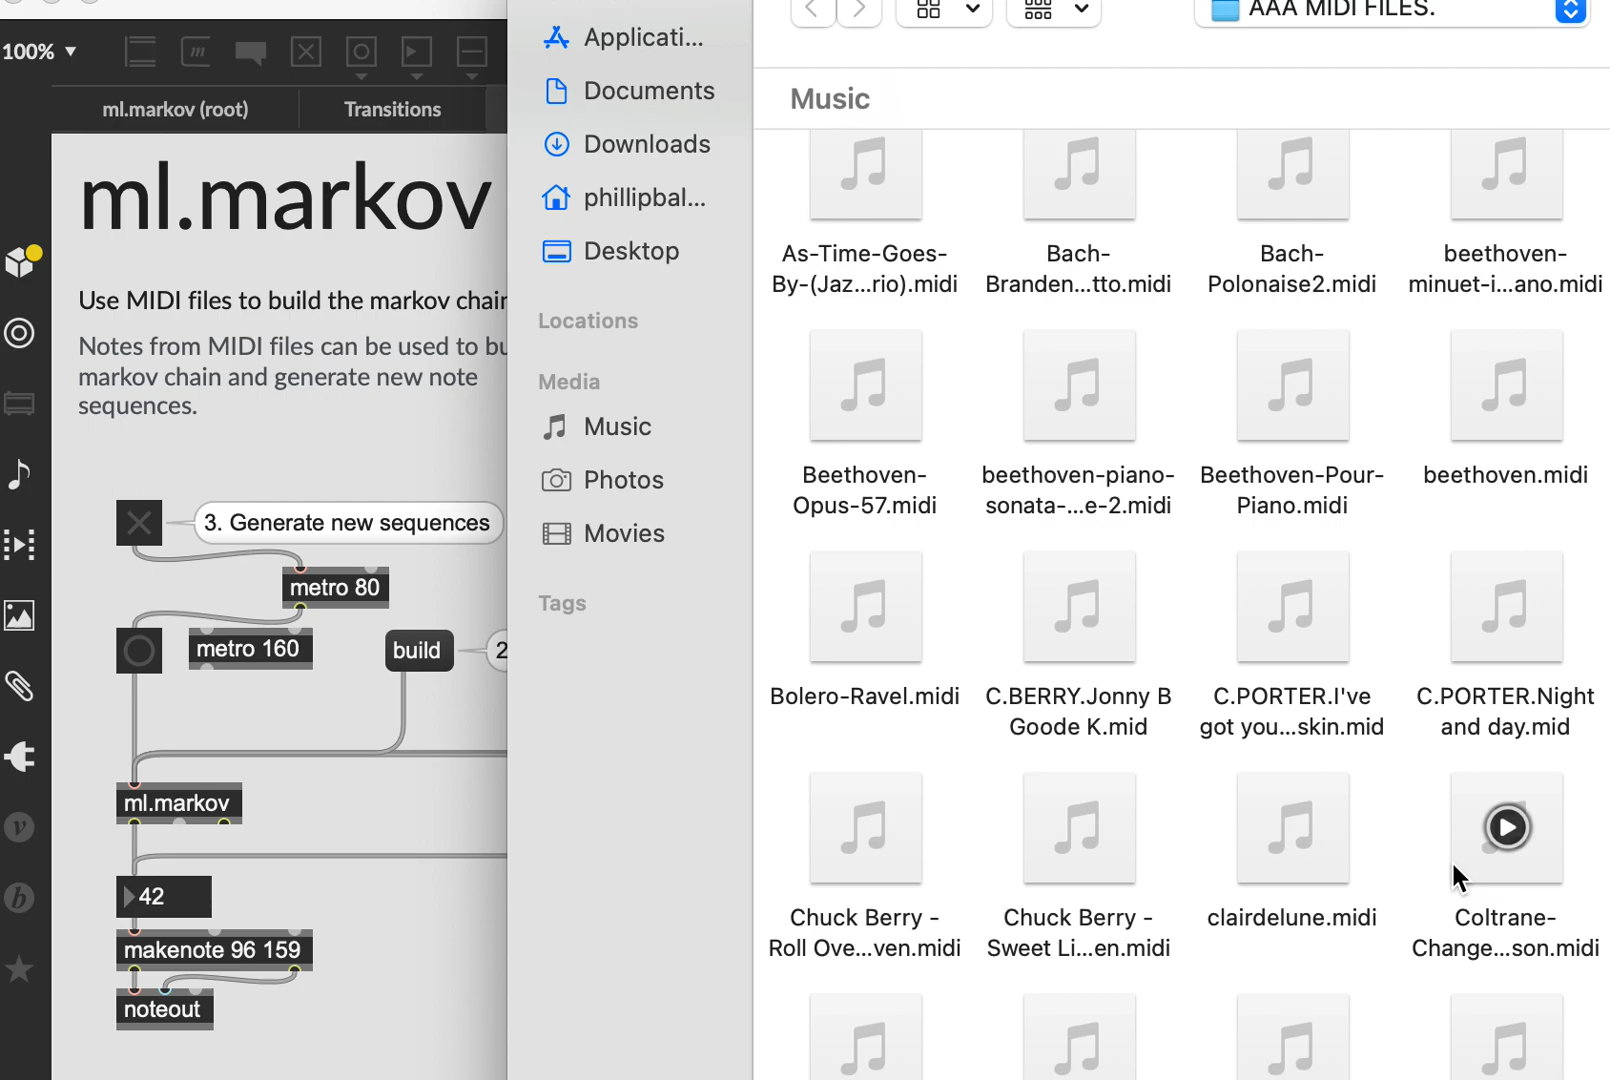 AAA MIDI FILES.
100%
m
ml.markov (root)
Transitions
ml.markov
Use MIDI files to build the markov chain
Notes from MIDI files can be used to bu
markov chain and generate new note
sequences.
3. Generate new sequences
metro 80
metro 160
build
2
ml.markov
42
makenote 96 159
noteout
v
b
Applicati...
Documents
Downloads
phillipbal...
Desktop
Locations
Media
Music
Photos
Movies
Tags
Music
As-Time-Goes-
By-(Jaz...rio).midi
Bach-
Branden...tto.midi
Bach-
Polonaise2.midi
beethoven-
minuet-i...ano.midi
Beethoven-
Opus-57.midi
beethoven-piano-
sonata-...e-2.midi
Beethoven-Pour-
Piano.midi
beethoven.midi
Bolero-Ravel.midi
C.BERRY.Jonny B
Goode K.mid
C.PORTER.I've
got you...skin.mid
C.PORTER.Night
and day.mid
Chuck Berry -
Roll Ove...ven.midi
Chuck Berry -
Sweet Li...en.midi
clairdelune.midi
Coltrane-
Change...son.midi